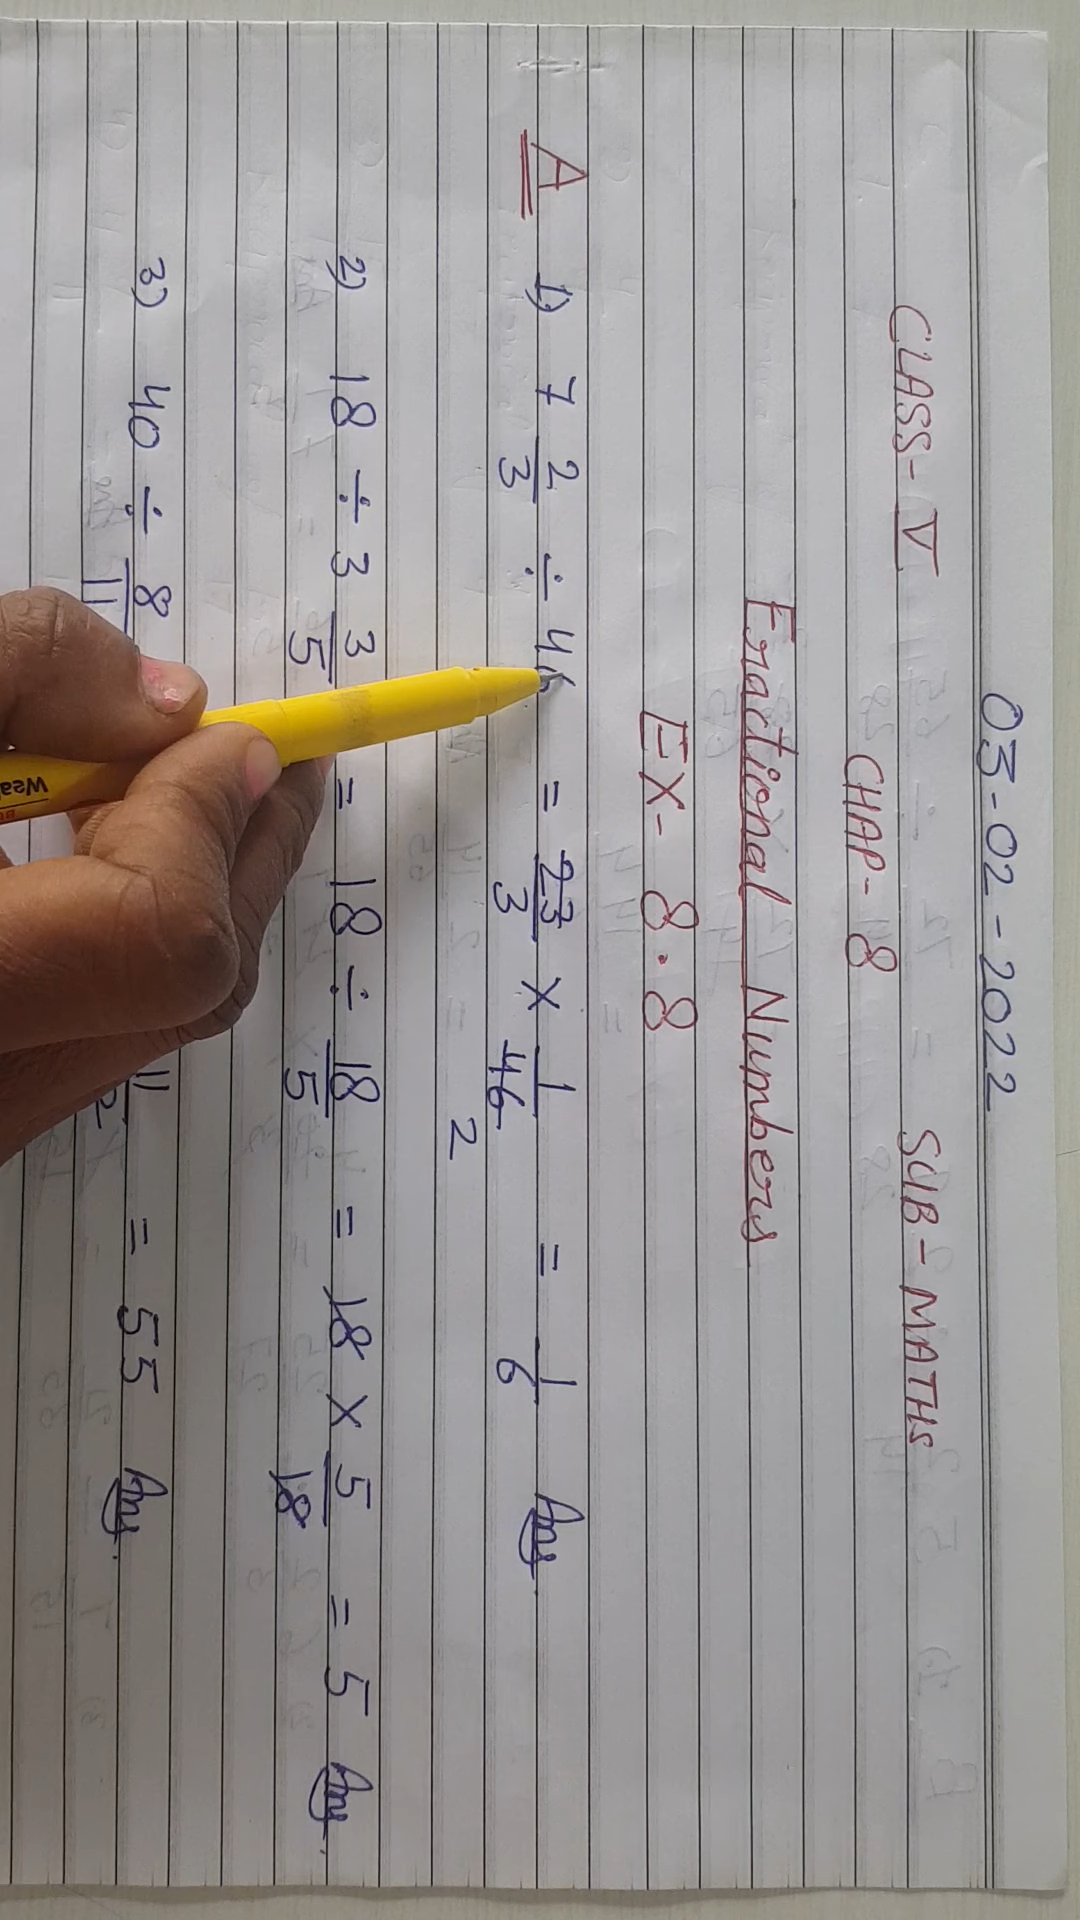 03-02-2022
CLASS-V SUB-MATHS
CHAP-8
Fractional Numbers
EX- 8.8
A 1) 7 2/3 ÷ 46 = 23/3 × 1/46 = 1/6 Ans.
2
2) 18 ÷ 3 3/5 = 18 ÷ 18/5 = 18 × 5/18 = 5 Ans.
3) 40 ÷ 8/11 = 55 Ans.